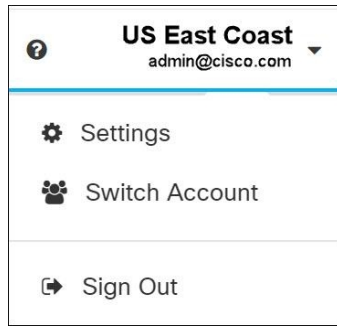 US East Coast
admin@cisco.com
Settings
Switch Account
Sign Out